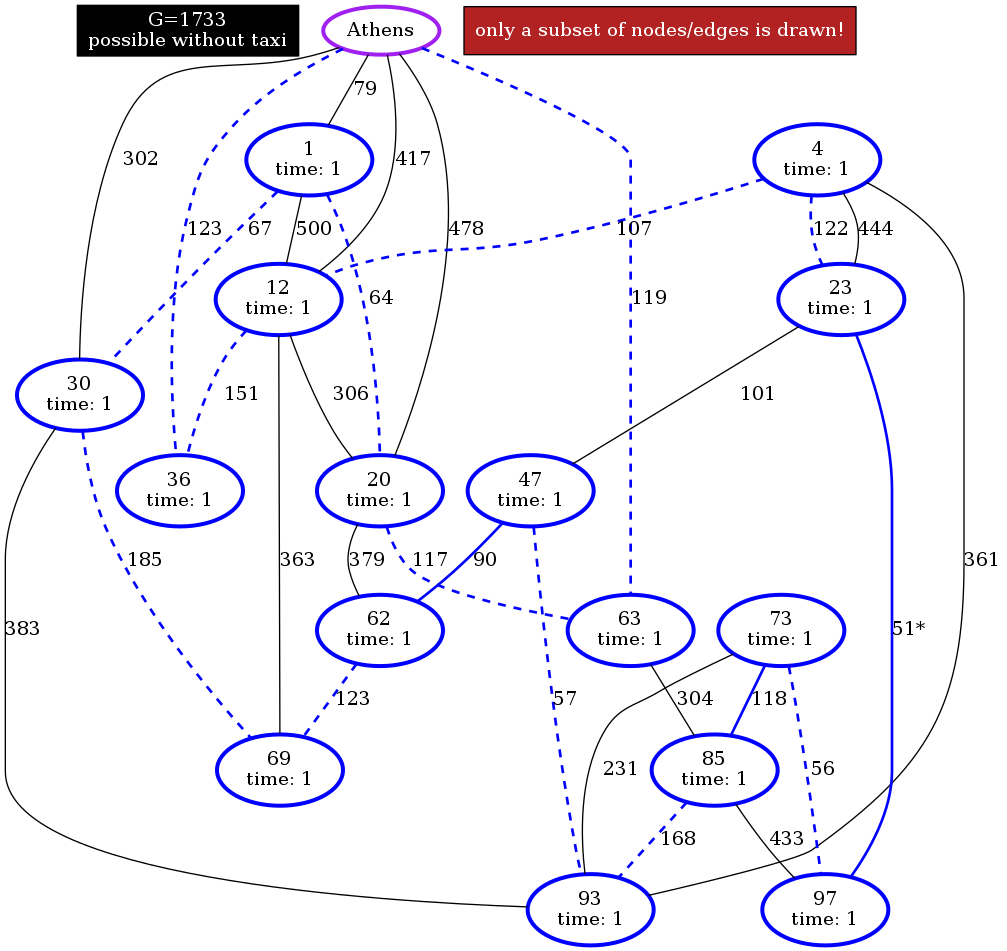 G=1733
possible without taxi
Athens
only a subset of nodes/edges is drawn!
79
1
time: 1
4
time: 1
302
417
123
67
500
478
107
122
444
12
time: 1
64
119
23
time: 1
30
time: 1
151
306
101
36
time: 1
20
time: 1
47
time: 1
185
363
379
117
90
361
383
62
time: 1
63
time: 1
73
time: 1
51*
123
57
304
118
69
time: 1
231
85
time: 1
56
168
433
93
time: 1
97
time: 1